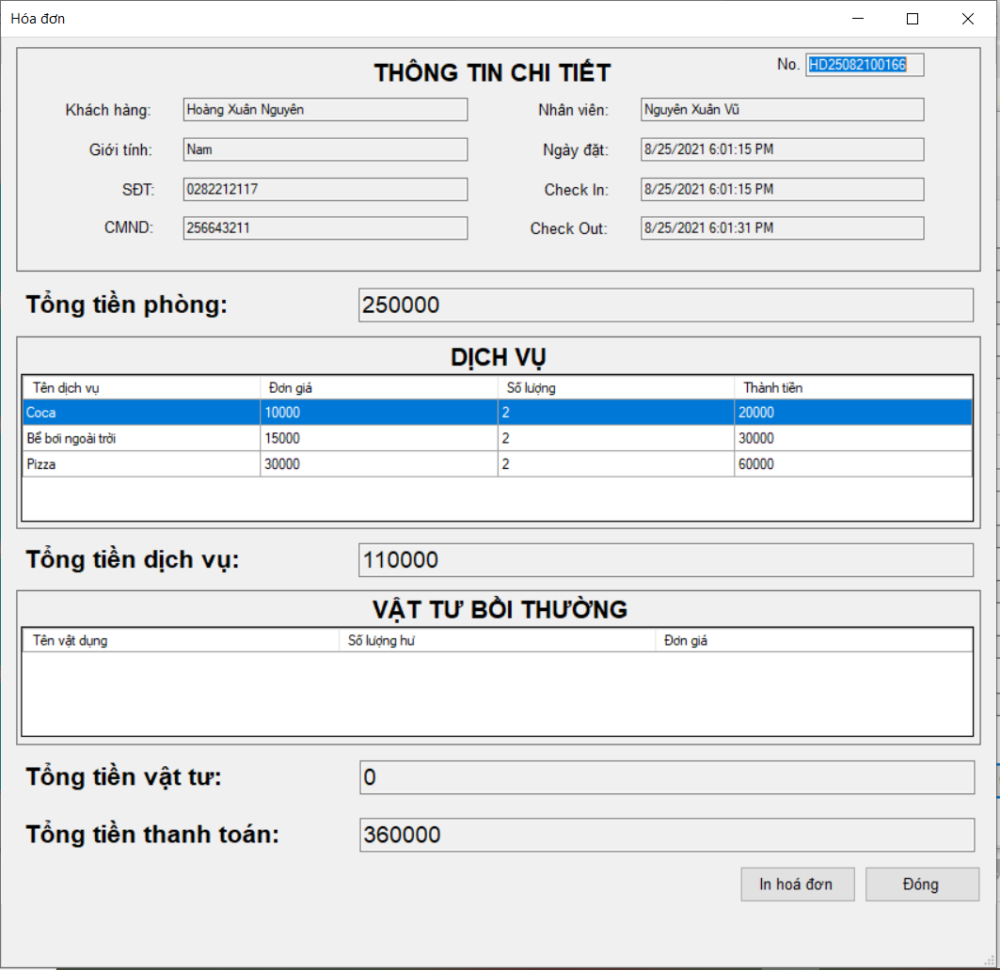 Hóa đơn
THÔNG TIN CHI TIẾT
No. HD25082100166
Khách hàng: Hoàng Xuân Nguyên Nhân viên: Nguyên Xuân Vũ
Giới tính: Nam Ngày đặt: 8/25/2021 6:01:15 PM
SĐT: 0282212117 Check In: 8/25/2021 6:01:15 PM
CMND: 256643211 Check Out: 8/25/2021 6:01:31 PM
Tổng tiền phòng: 250000
DỊCH VỤ
Tên dịch vụ Đơn giá Số lượng Thành tiền
Coca 10000 2 20000
Bể bơi ngoài trời 15000 2 30000
Pizza 30000 2 60000
Tổng tiền dịch vụ: 110000
VẬT TƯ BỒI THƯỜNG
Tên vật dụng Số lượng hư Đơn giá
Tổng tiền vật tư: 0
Tổng tiền thanh toán: 360000
In hoá đơn Đóng